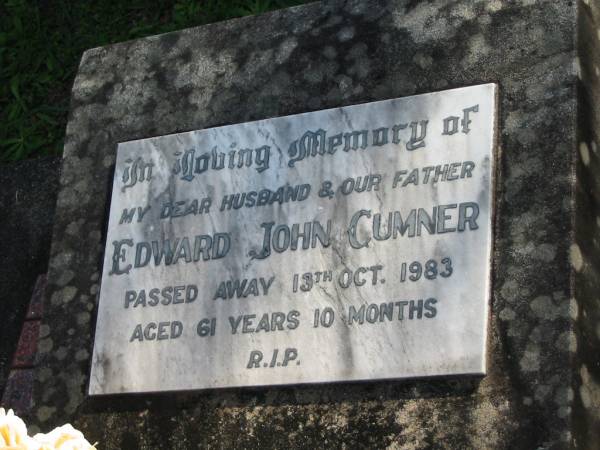 In Loving Memory of
MY DEAR HUSBAND & OUR FATHER
EDWARD JOHN CUMNER
PASSED AWAY 13TH OCT. 1983
AGED 61 YEARS 10 MONTHS
R.I.P.